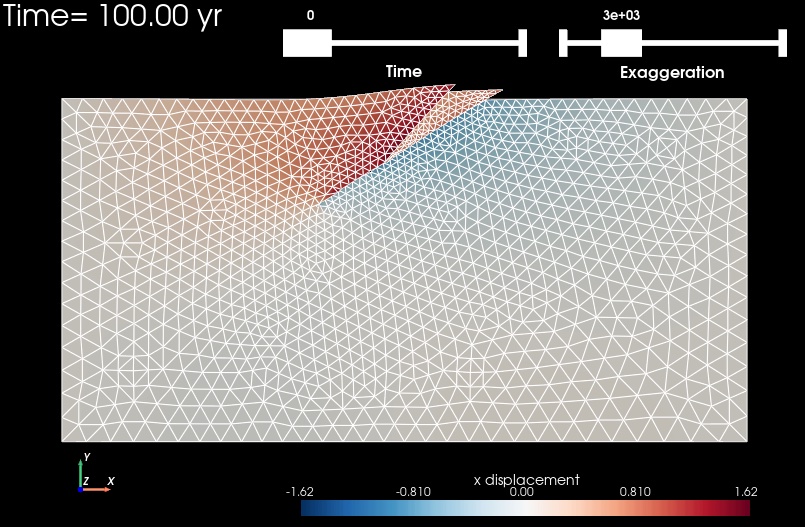 Time= 100.00 yr
0
3e+03
Time
Exaggeration
Y
Z X
x displacement
-1.62 -0.810 0.00 0.810 1.62